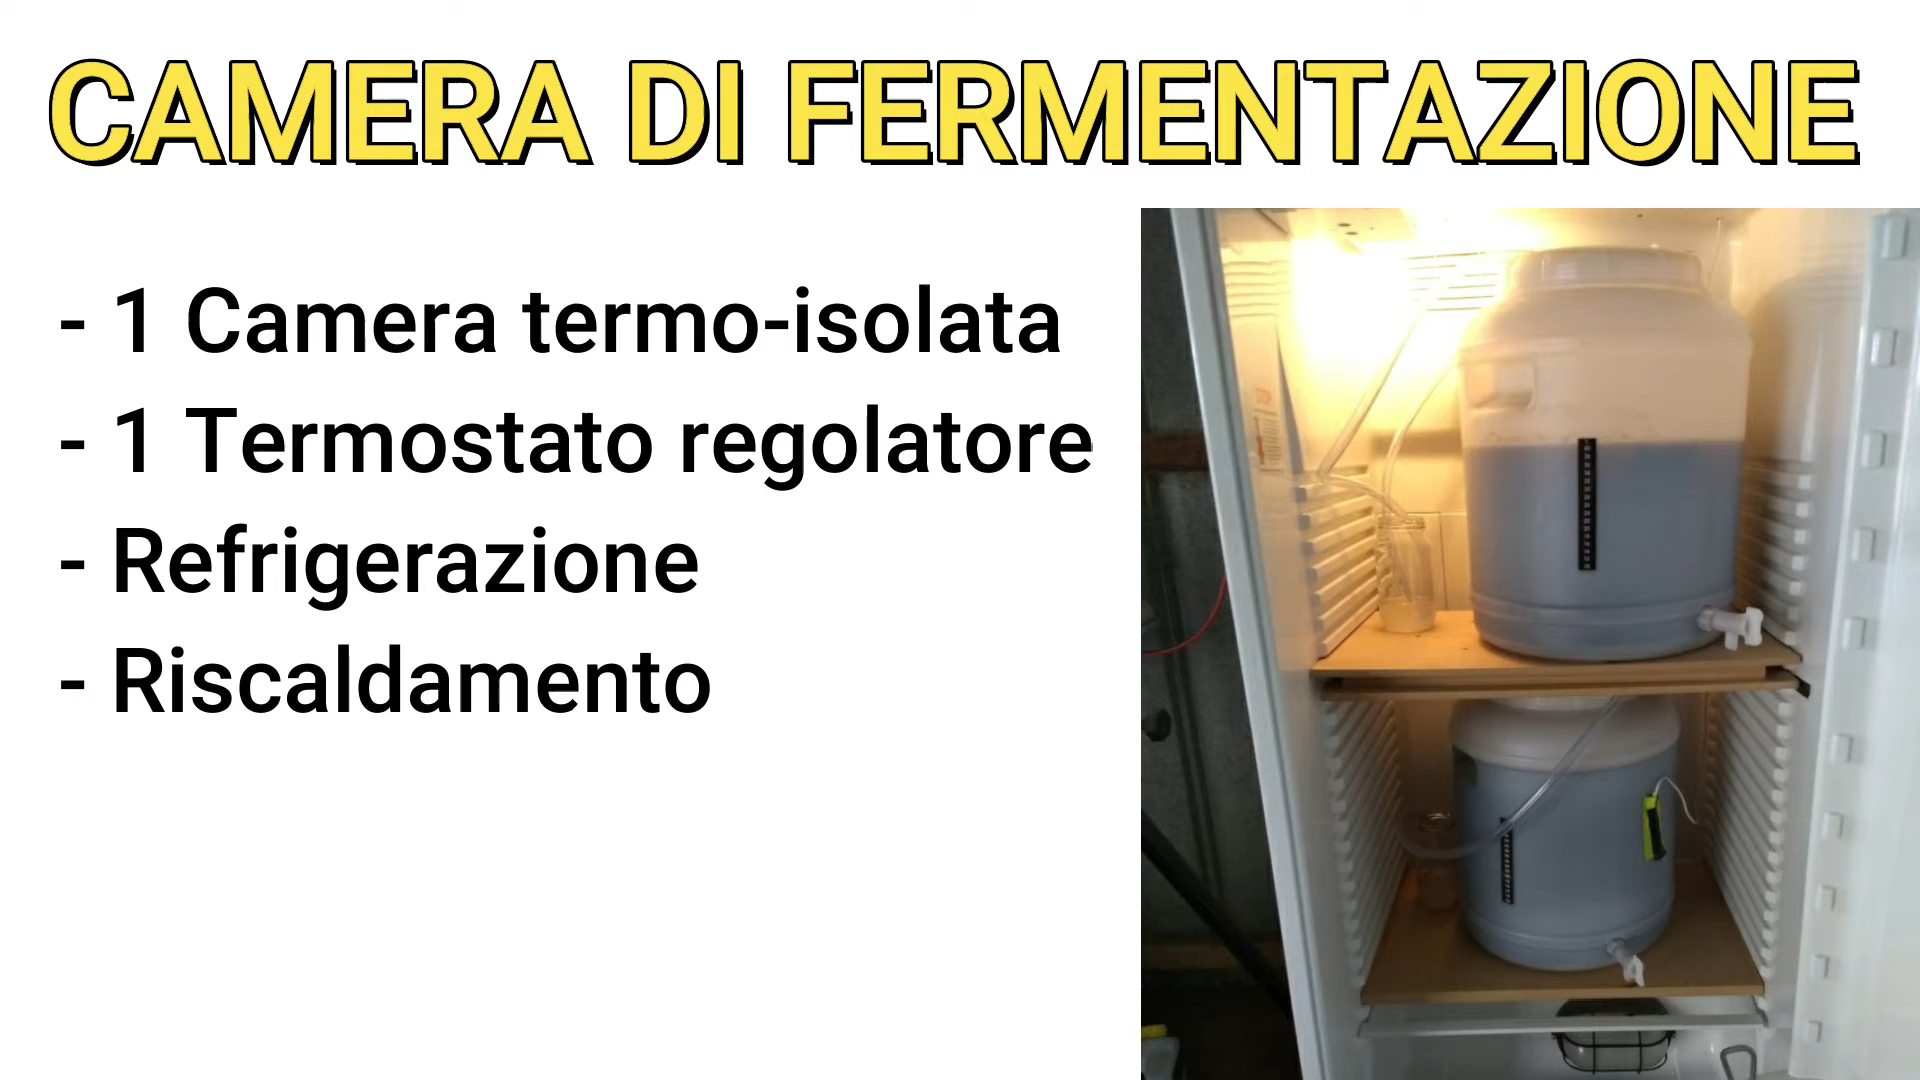 CAMERA DI FERMENTAZIONE
- 1 Camera termo-isolata
- 1 Termostato regolatore
- Refrigerazione
- Riscaldamento